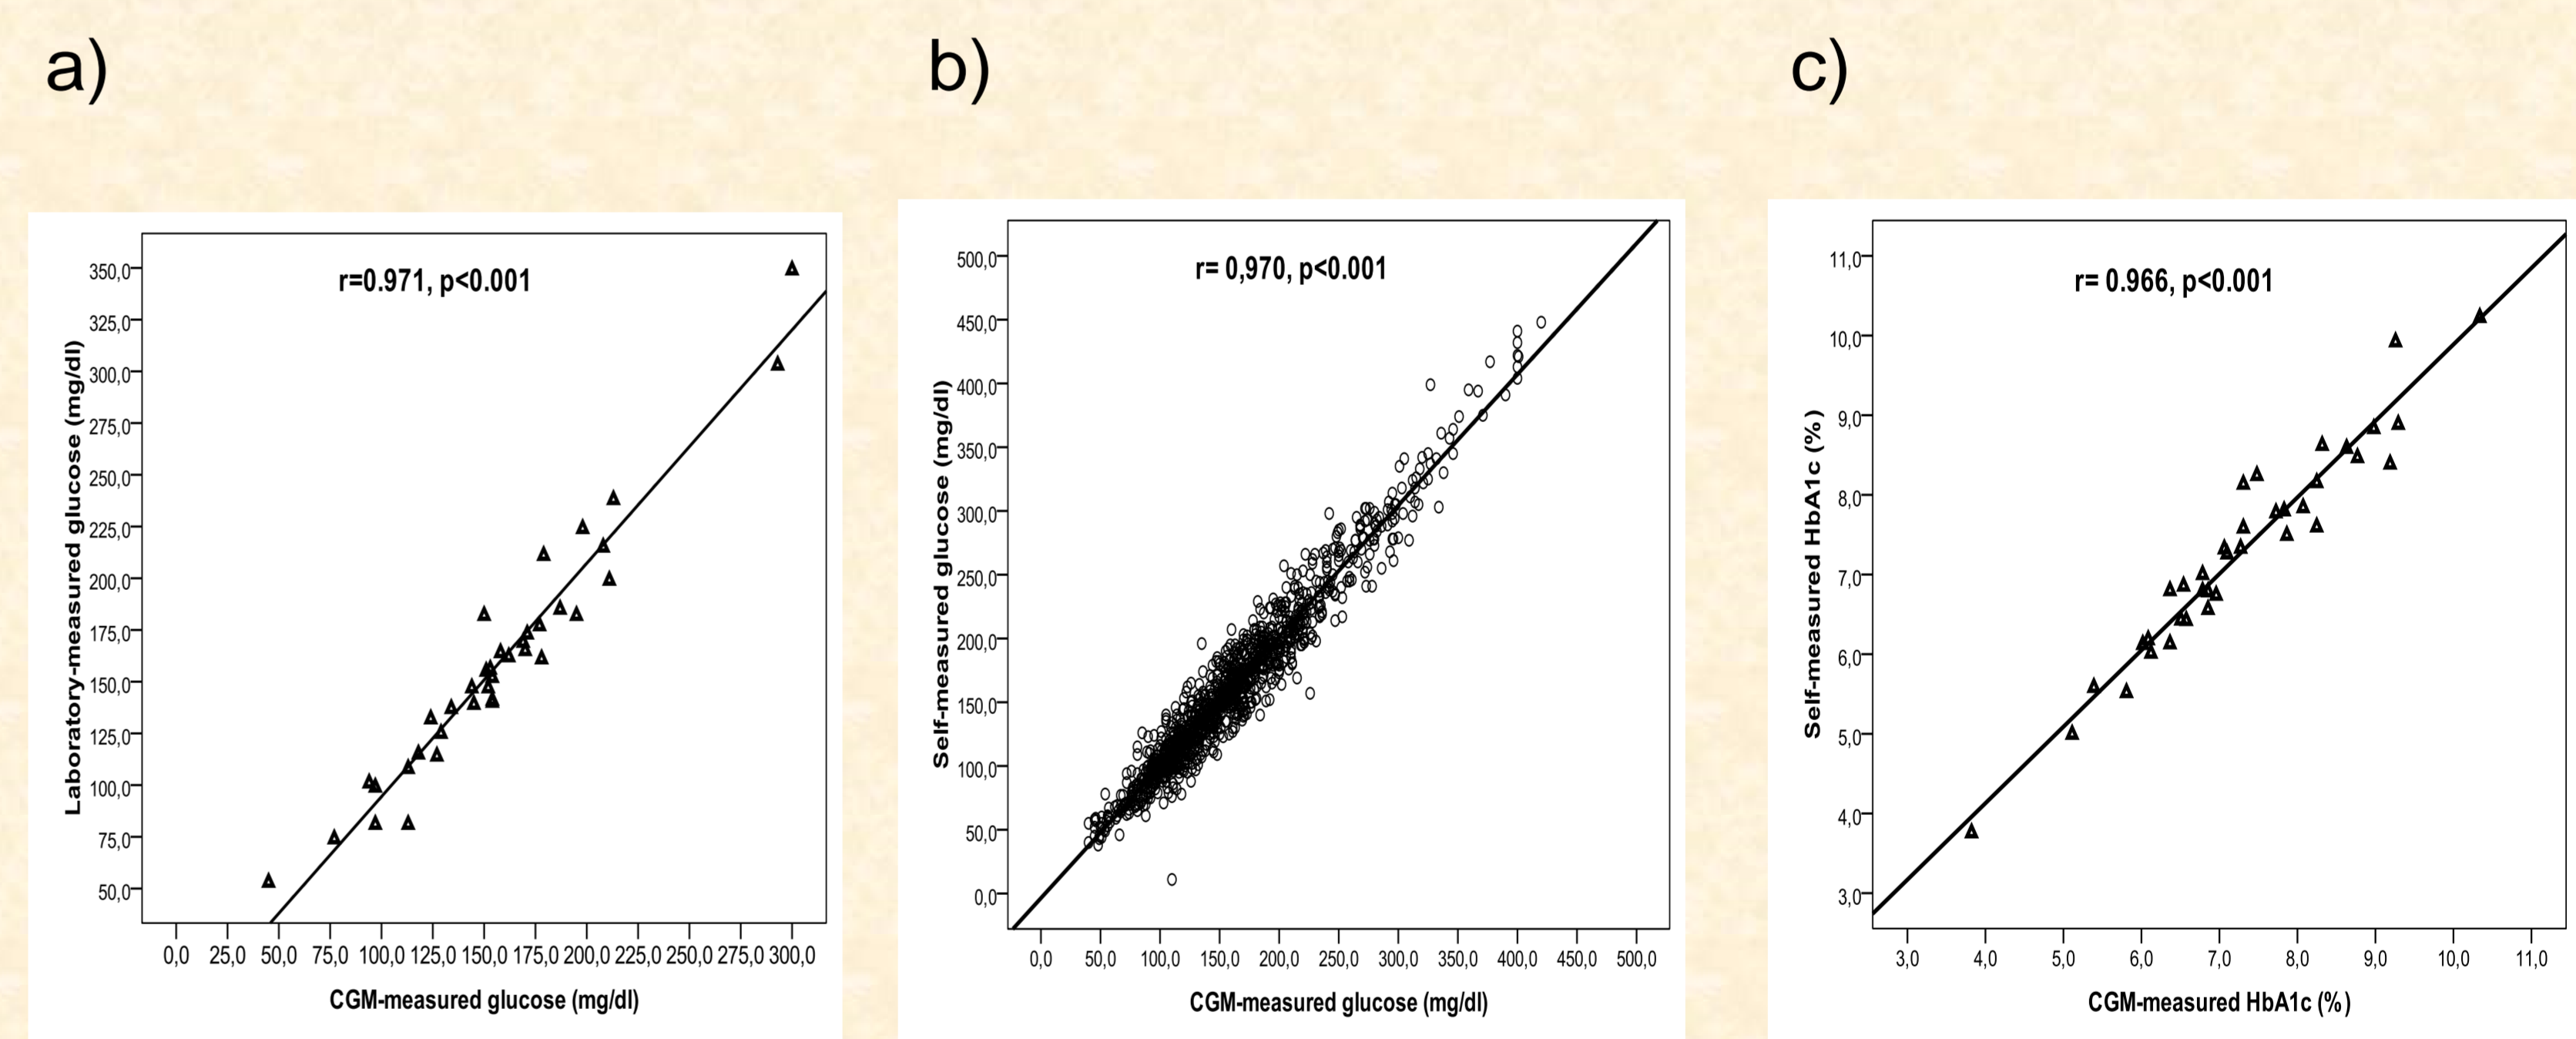 a)
b)
c)
r=0.971, p<0.001
350,0
325,0
300,0
275,0
250,0
225,0
200,0
175,0
150,0
125,0
100,0
75,0
50,0
Laboratory-measured glucose (mg/dl)
0,0 25,0 50,0 75,0 100,0 125,0 150,0 175,0 200,0 225,0 250,0 275,0 300,0
CGM-measured glucose (mg/dl)
r= 0,970, p<0.001
500,0
450,0
400,0
350,0
300,0
250,0
200,0
150,0
100,0
50,0
0,0
Self-measured glucose (mg/dl)
0,0 50,0 100,0 150,0 200,0 250,0 300,0 350,0 400,0 450,0 500,0
CGM-measured glucose (mg/dl)
r= 0.966, p<0.001
11,0
10,0
9,0
8,0
7,0
6,0
5,0
4,0
3,0
Self-measured HbA1c (%)
3,0 4,0 5,0 6,0 7,0 8,0 9,0 10,0 11,0
CGM-measured HbA1c (%)